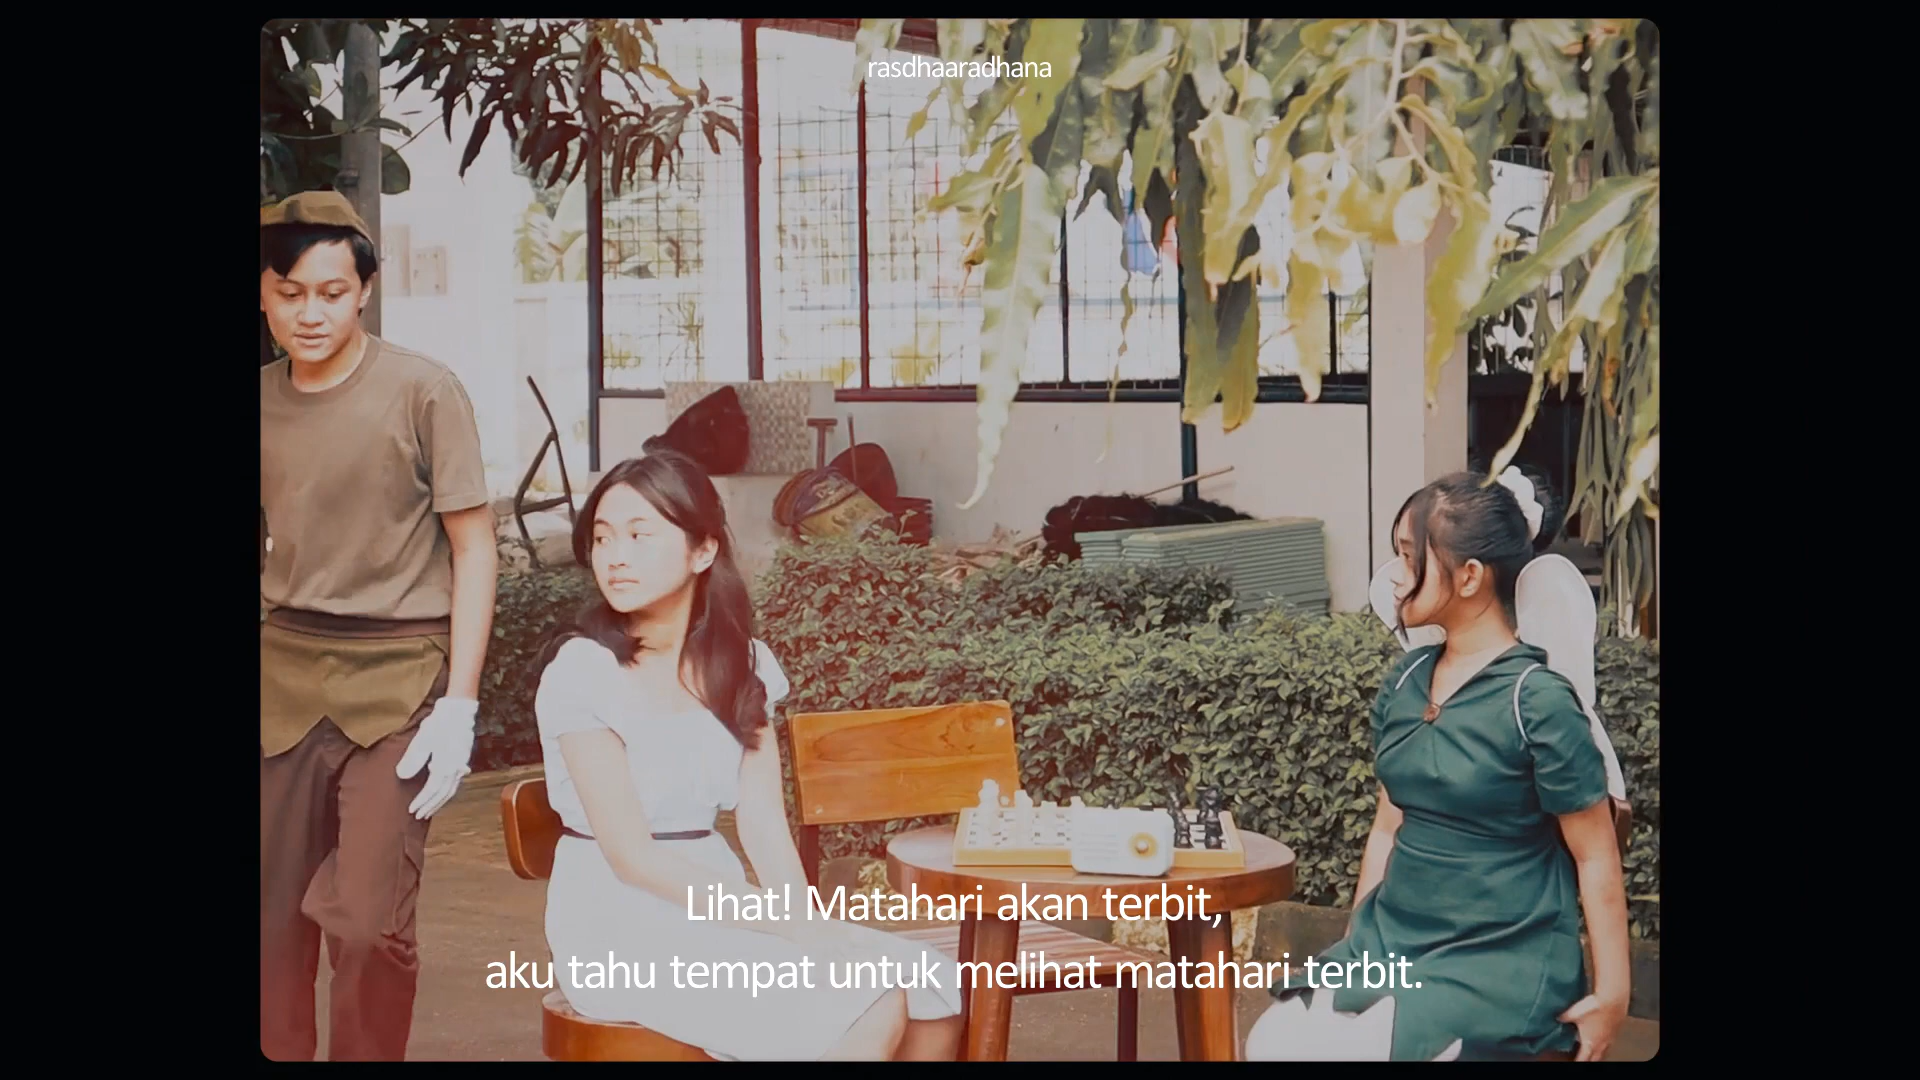 rasdhaaradhana
Lihat! Matahari akan terbit,
aku tahu tempat untuk melihat matahari terbit.